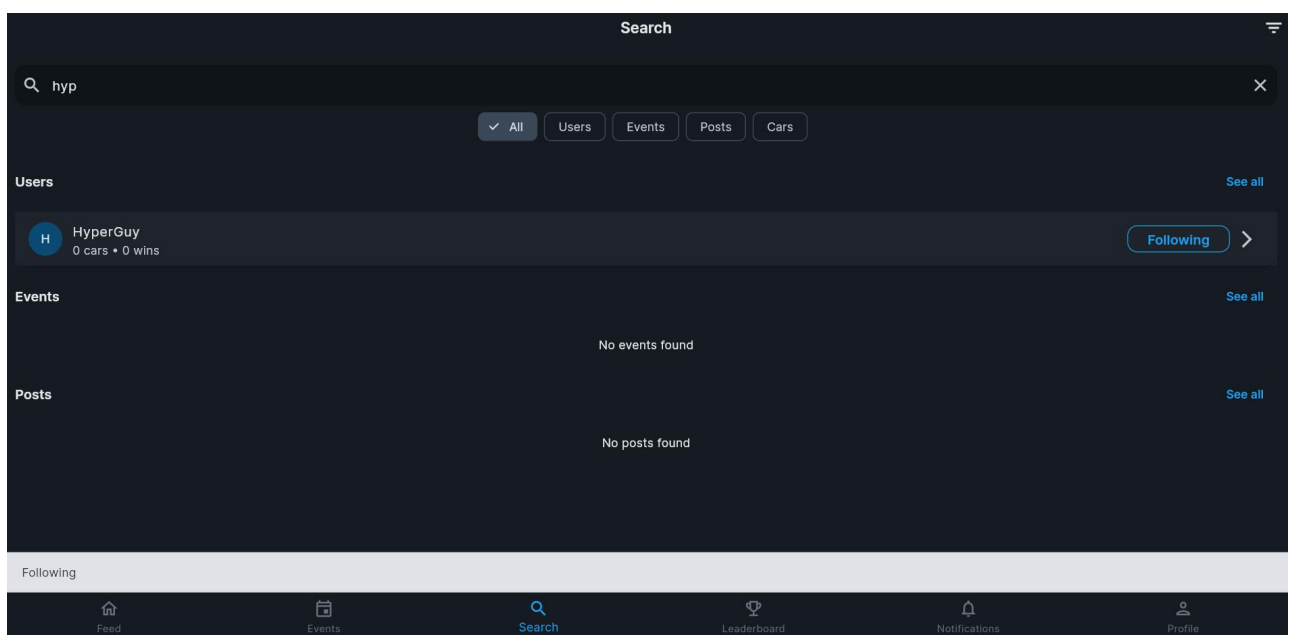 Search
hyp
All Users Events Posts Cars
Users See all
H HyperGuy
0 cars • 0 wins
Following
Events See all
No events found
Posts See all
No posts found
Following
Feed Events Search Leaderboard Notifications Profile